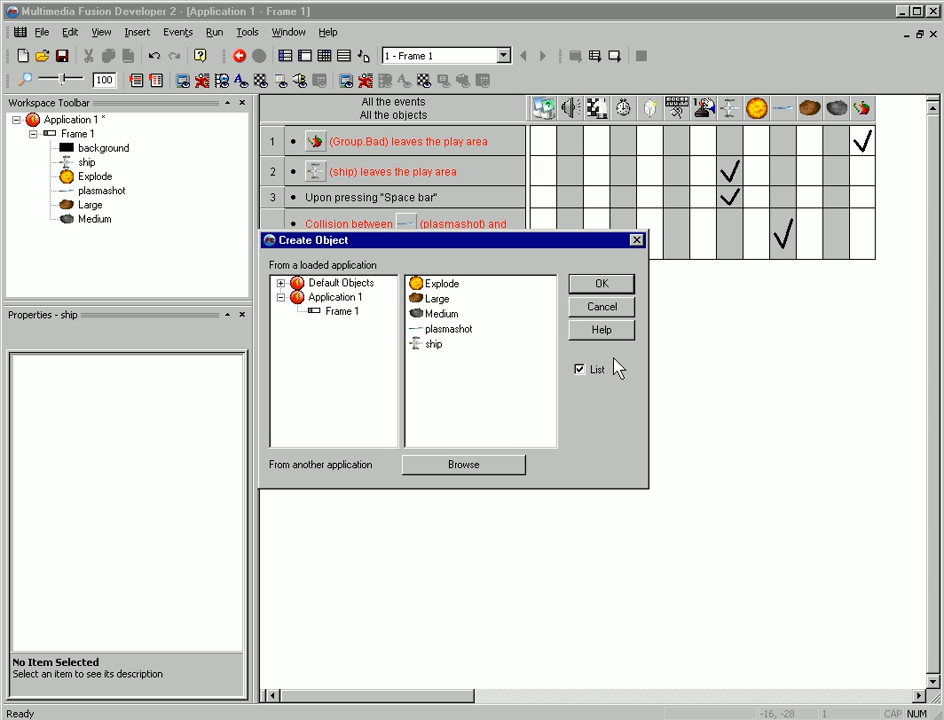 Multimedia Fusion Developer 2 - [Application 1 - Frame 1]
File Edit View Insert Events Run Tools Window Help
1 - Frame 1
100
Workspace Toolbar
Application 1 *
Frame 1
background
ship
Explode
plasmashot
Large
Medium
Properties - ship
No Item Selected
Select an item to see its description
All the events
All the objects
1 • (Group.Bad) leaves the play area
2 • (ship) leaves the play area
3 • Upon pressing "Space bar"
• Collision between (plasmashot) and
Create Object
From a loaded application
Default Objects
Application 1
Frame 1
Explode
Large
Medium
plasmashot
ship
OK
Cancel
Help
List
From another application
Browse
Ready
-16, -28 1 CAP NUM